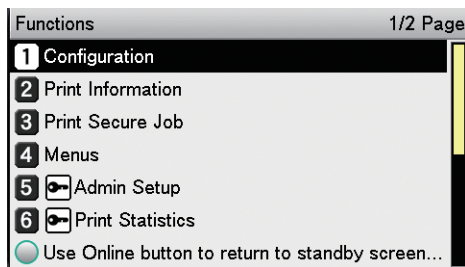 Functions 1/2 Page
1 Configuration
2 Print Information
3 Print Secure Job
4 Menus
5 Admin Setup
6 Print Statistics
Use Online button to return to standby screen...